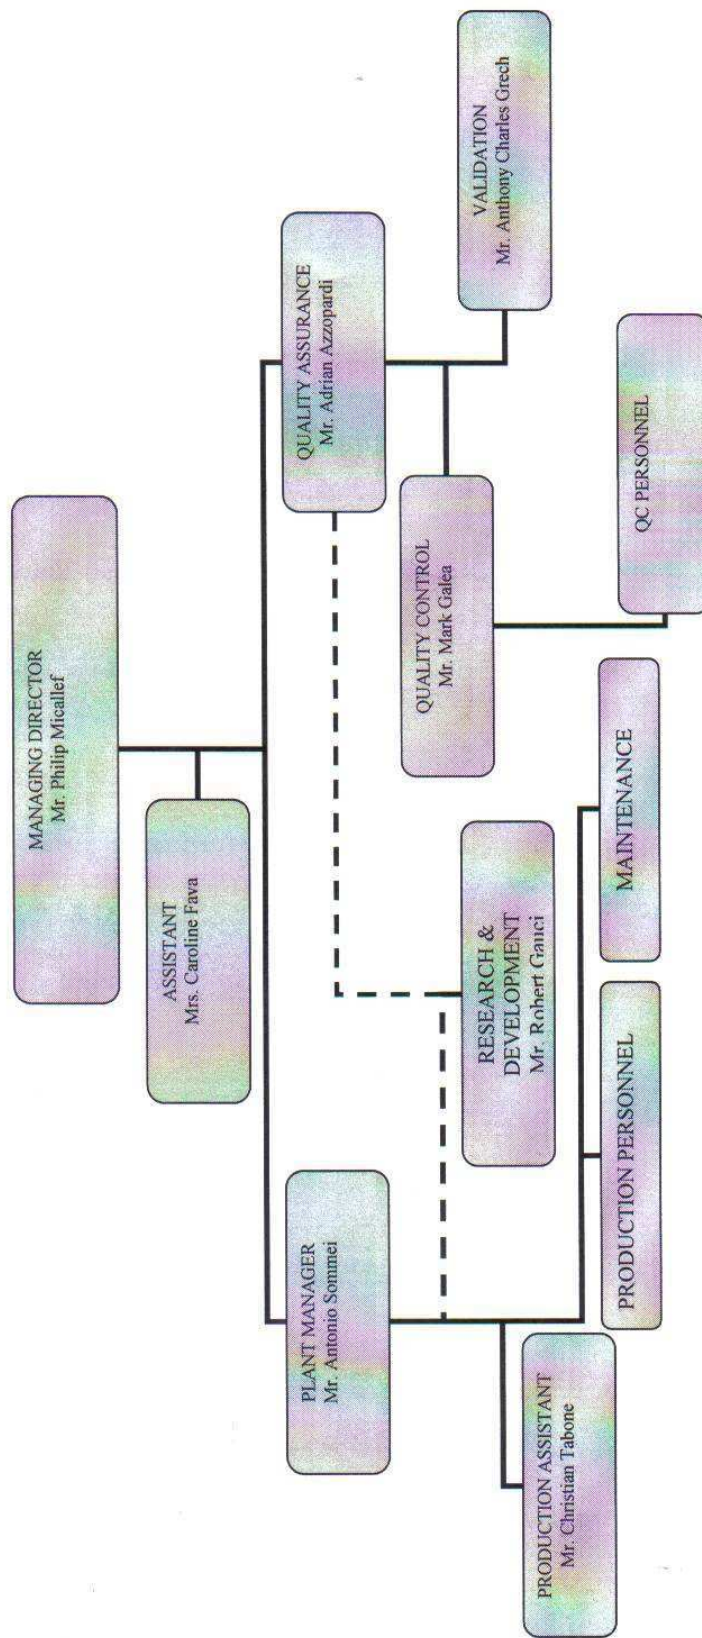 MANAGING DIRECTOR
Mr. Philip Micallef
ASSISTANT
Mrs. Caroline Fava
PLANT MANAGER
Mr. Antonio Sommei
QUALITY ASSURANCE
Mr. Adrian Azzopardi
RESEARCH &
DEVELOPMENT
Mr. Robert Gauci
QUALITY CONTROL
Mr. Mark Galea
VALIDATION
Mr. Anthony Charles Grech
PRODUCTION ASSISTANT
Mr. Christian Tabone
PRODUCTION PERSONNEL
MAINTENANCE
QC PERSONNEL